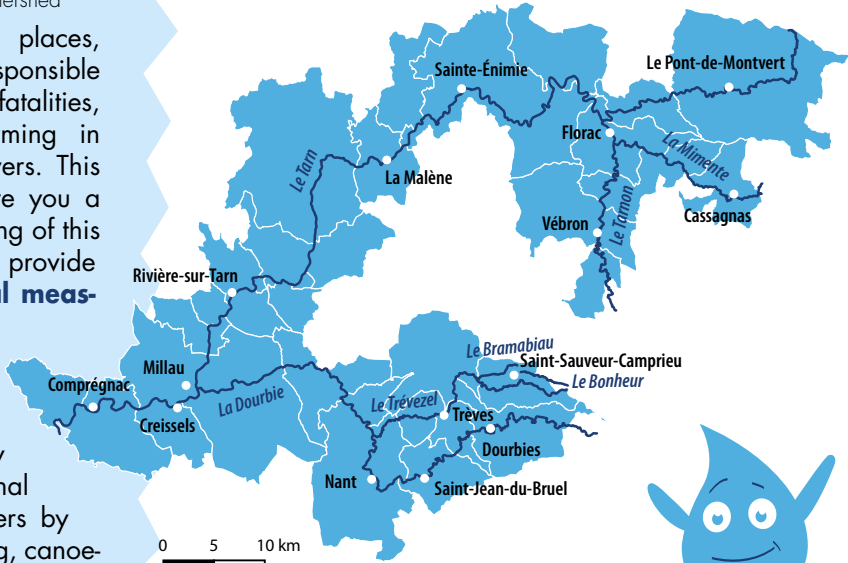 places,
sponsible
fatalities,
ming in
vers. This
e you a
ng of this
provide
al meas-
nal
ers by
g, canoe-
Sainte-Énimie
Le Pont-de-Montvert
Florac
La Mimente
Le Tarn
La Malène
Cassagnas
Vébron
Le Tarnon
Rivière-sur-Tarn
Le Bramabiau
Saint-Sauveur-Camprieu
Millau
Le Bonheur
Comprégnac
La Dourbie
Le Trévezel
Trèves
Creissels
Dourbies
Nant
Saint-Jean-du-Bruel
0 5 10 km